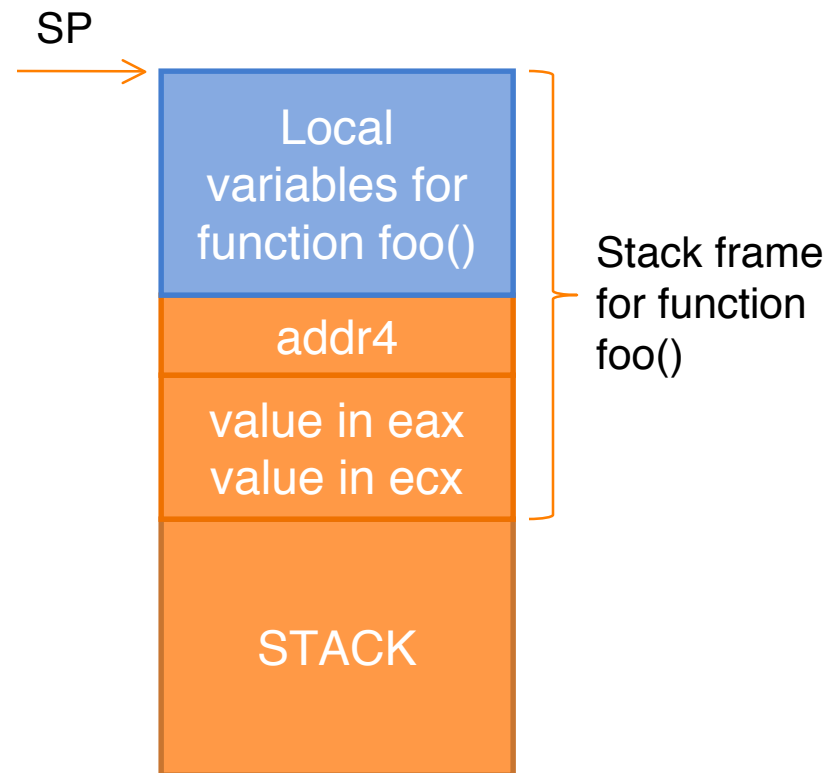 SP
Local
variables for
function foo()
Stack frame
for function
foo()
addr4
value in eax
value in ecx
STACK